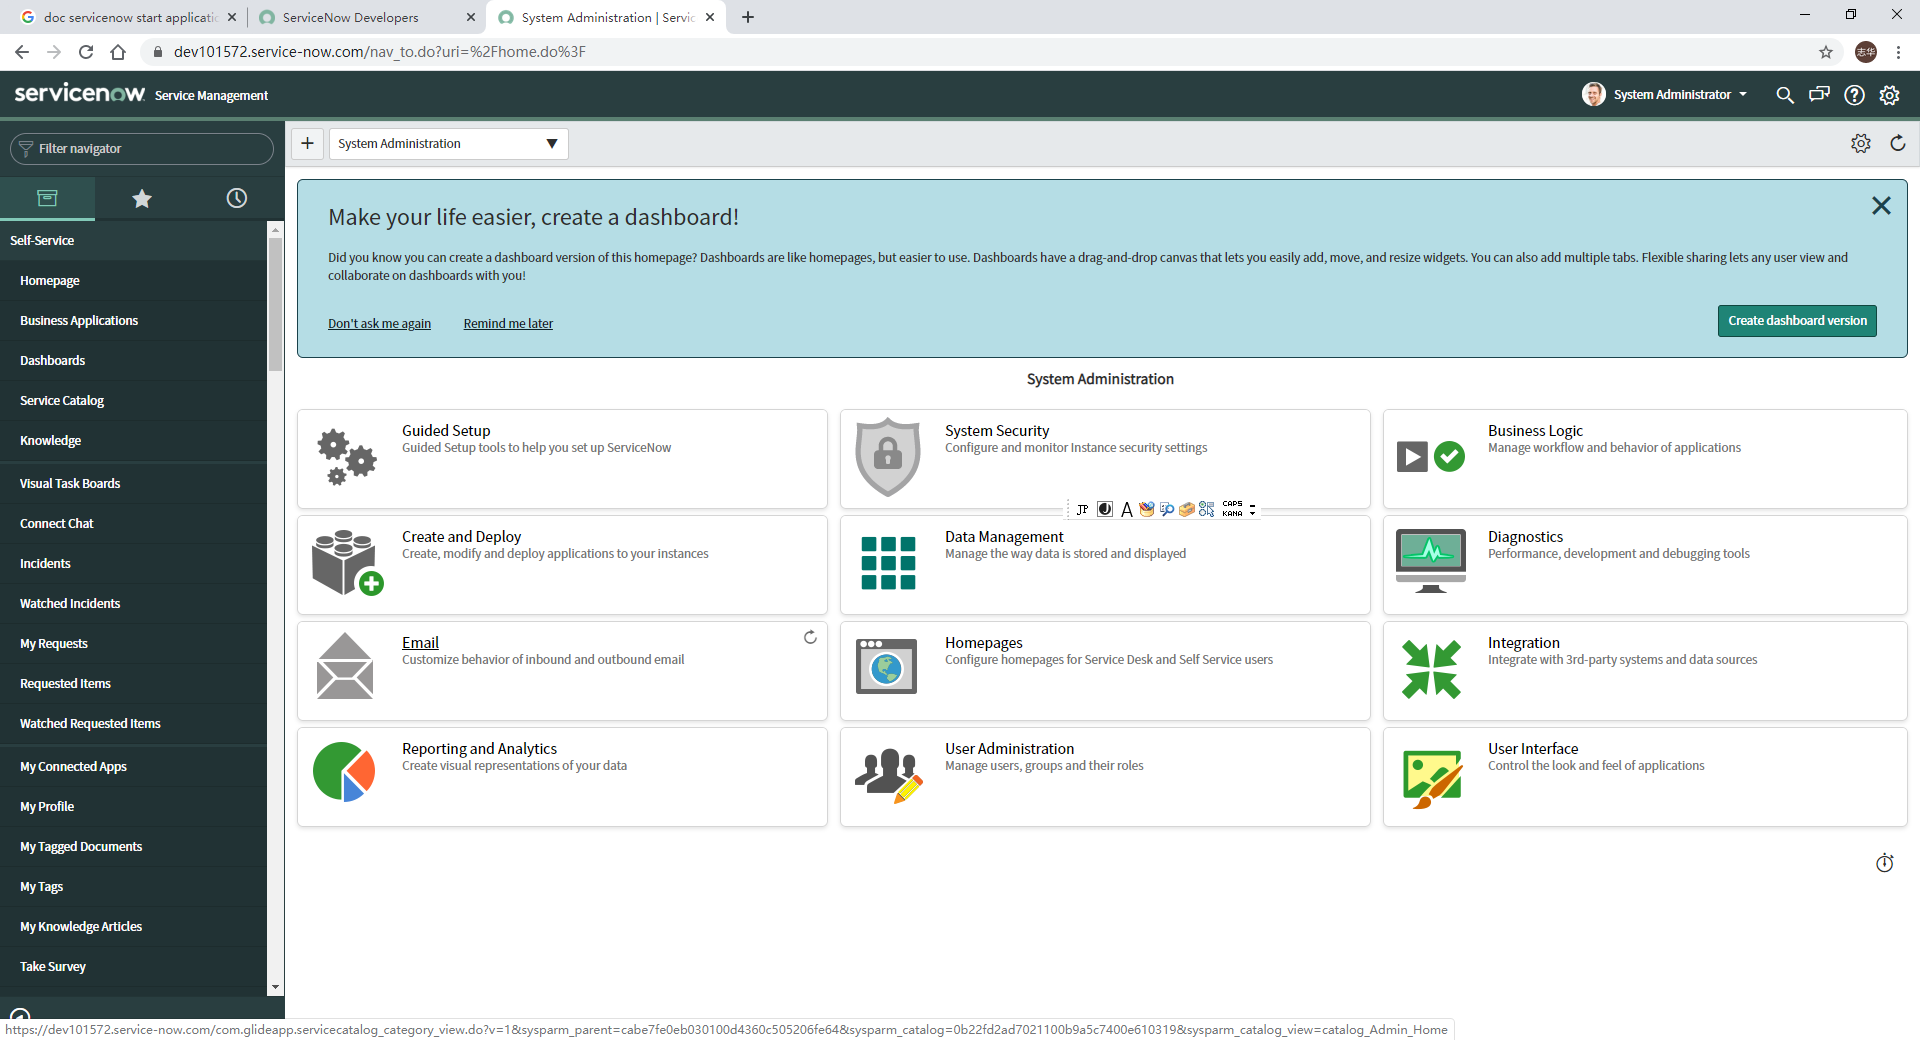 doc servicenow start applicatio
ServiceNow Developers
System Administration | Servic
dev101572.service-now.com/nav_to.do?uri=%2Fhome.do%3F
志华
servicenow Service Management
System Administrator
Filter navigator
System Administration
Self-Service
Homepage
Business Applications
Dashboards
Service Catalog
Knowledge
Visual Task Boards
Connect Chat
Incidents
Watched Incidents
My Requests
Requested Items
Watched Requested Items
My Connected Apps
My Profile
My Tagged Documents
My Tags
My Knowledge Articles
Take Survey
Make your life easier, create a dashboard!
Did you know you can create a dashboard version of this homepage? Dashboards are like homepages, but easier to use. Dashboards have a drag-and-drop canvas that lets you easily add, move, and resize widgets. You can also add multiple tabs. Flexible sharing lets any user view and
collaborate on dashboards with you!
Don't ask me again
Remind me later
Create dashboard version
System Administration
Guided Setup
Guided Setup tools to help you set up ServiceNow
System Security
Configure and monitor Instance security settings
Business Logic
Manage workflow and behavior of applications
JP
A
CAPS
KANA
Create and Deploy
Create, modify and deploy applications to your instances
Data Management
Manage the way data is stored and displayed
Diagnostics
Performance, development and debugging tools
Email
Customize behavior of inbound and outbound email
Homepages
Configure homepages for Service Desk and Self Service users
Integration
Integrate with 3rd-party systems and data sources
Reporting and Analytics
Create visual representations of your data
User Administration
Manage users, groups and their roles
User Interface
Control the look and feel of applications
https://dev101572.service-now.com/com.glideapp.servicecatalog_category_view.do?v=1&sysparm_parent=cabe7fe0eb030100d4360c505206fe64&sysparm_catalog=0b22fd2ad7021100b9a5c7400e610319&sysparm_catalog_view=catalog_Admin_Home